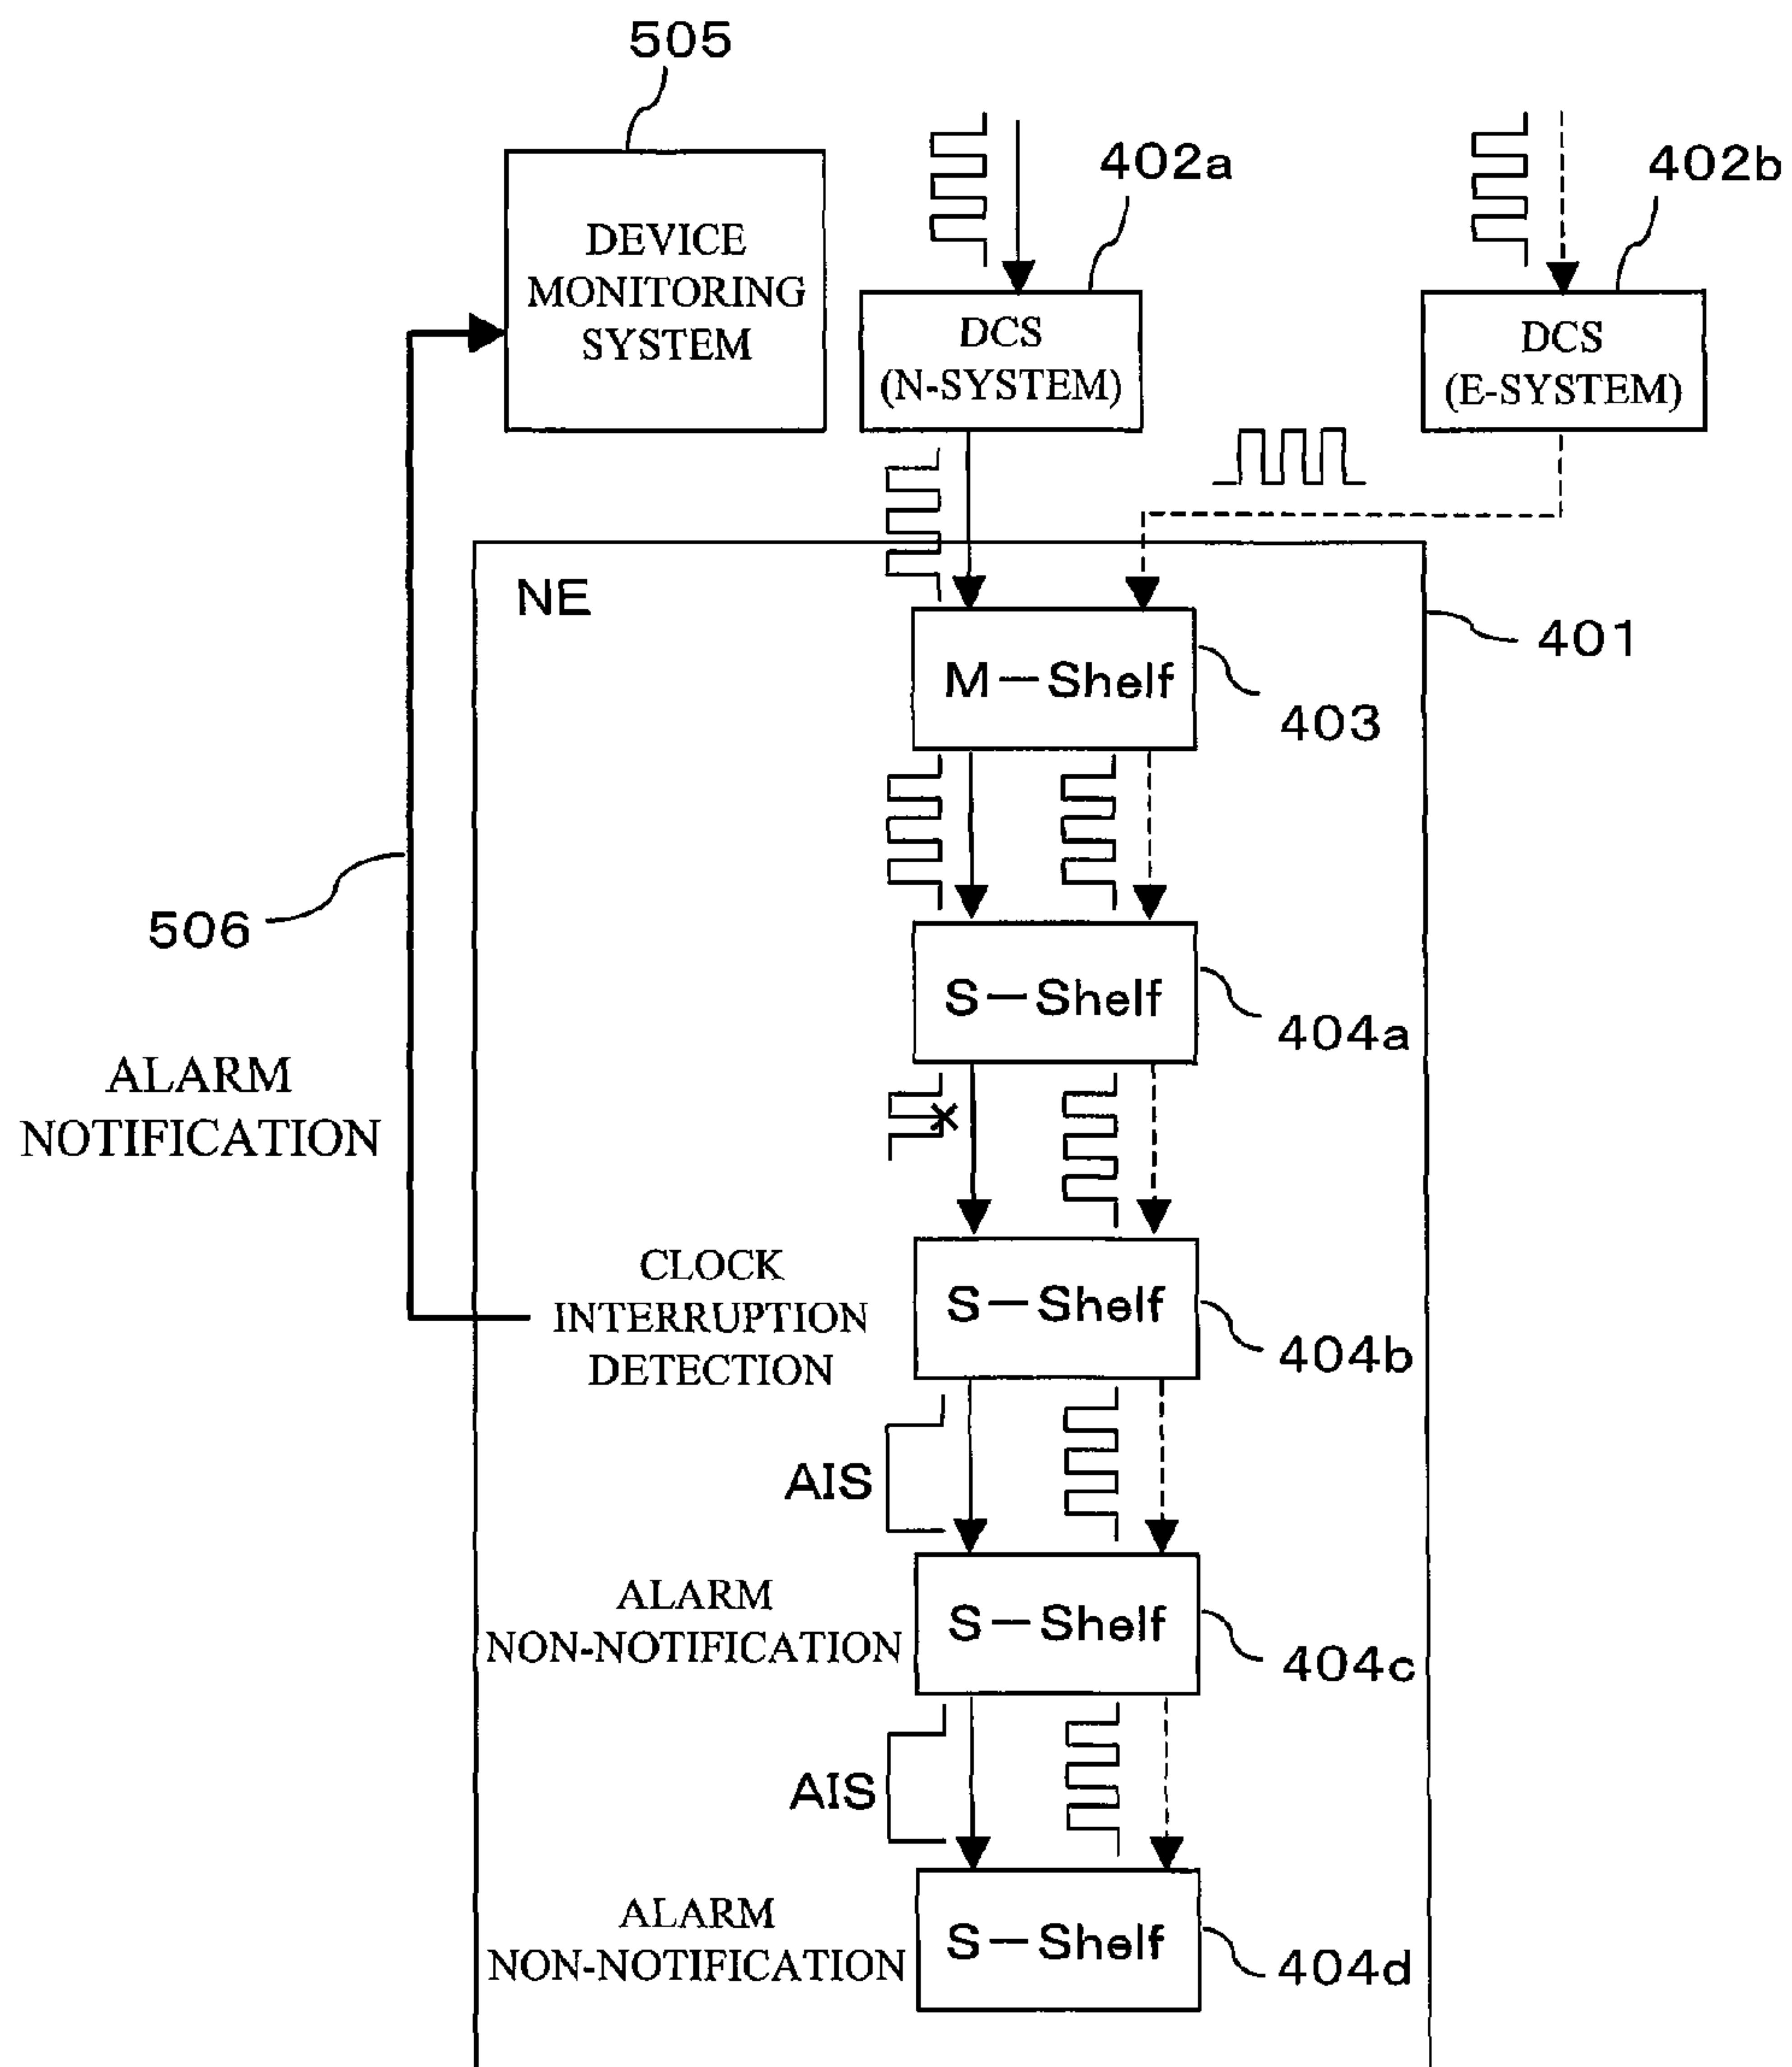 505
402a
402b
DEVICE
MONITORING
SYSTEM
DCS
(N-SYSTEM)
DCS
(E-SYSTEM)
NE
401
M-Shelf
403
506
S-Shelf
404a
ALARM
NOTIFICATION
CLOCK
INTERRUPTION
DETECTION
S-Shelf
404b
AIS
ALARM
NON-NOTIFICATION
S-Shelf
404c
AIS
ALARM
NON-NOTIFICATION
S-Shelf
404d